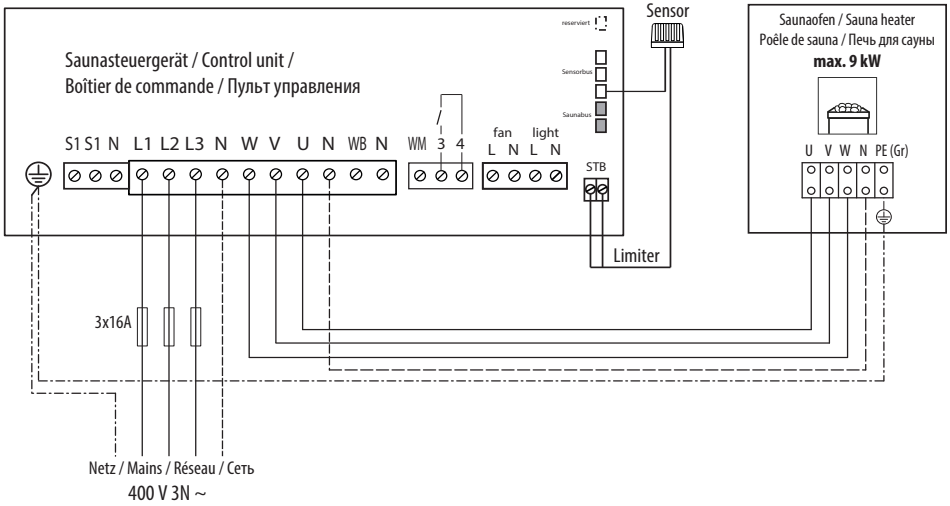 reserviert
Sensor
Saunasteuergerät / Control unit /
Boîtier de commande / Пульт управления
Sensorbus
Saunabus
S1 S1 N L1 L2 L3 N W V U N WB N WM 3 4
fan light
L N L N
STB
Limiter
Saunaofen / Sauna heater
Poêle de sauna / Печь для сауны
max. 9 kW
U V W N PE (Gr)
3x16A
Netz / Mains / Réseau / Сеть
400 V 3N ~